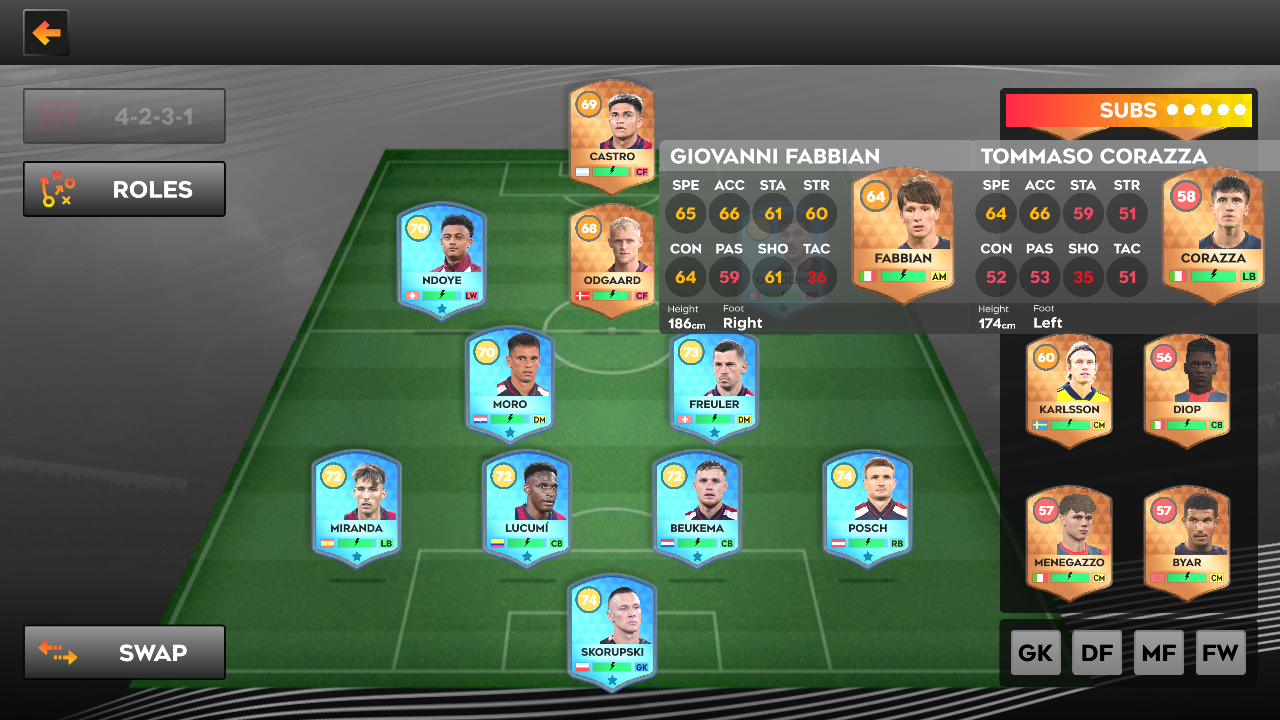 4-2-3-1
ROLES
69
CASTRO
CF
SUBS
GIOVANNI FABBIAN
SPE ACC STA STR
65 66 61 60
CON PAS SHO TAC
64 59 61 36
Height Foot
186cm Right
64
FABBIAN
AM
TOMMASO CORAZZA
SPE ACC STA STR
64 66 59 51
CON PAS SHO TAC
52 53 35 51
Height Foot
174cm Left
58
CORAZZA
LB
70
NDOYE
LW
68
ODGAARD
CF
70
MORO
DM
73
FREULER
DM
60
KARLSSON
CM
56
DIOP
CB
72
MIRANDA
LB
72
LUCUMÍ
CB
72
BEUKEMA
CB
74
POSCH
RB
57
MENEGAZZO
CM
57
BYAR
CM
74
SKORUPSKI
GK
SWAP
GK DF MF FW